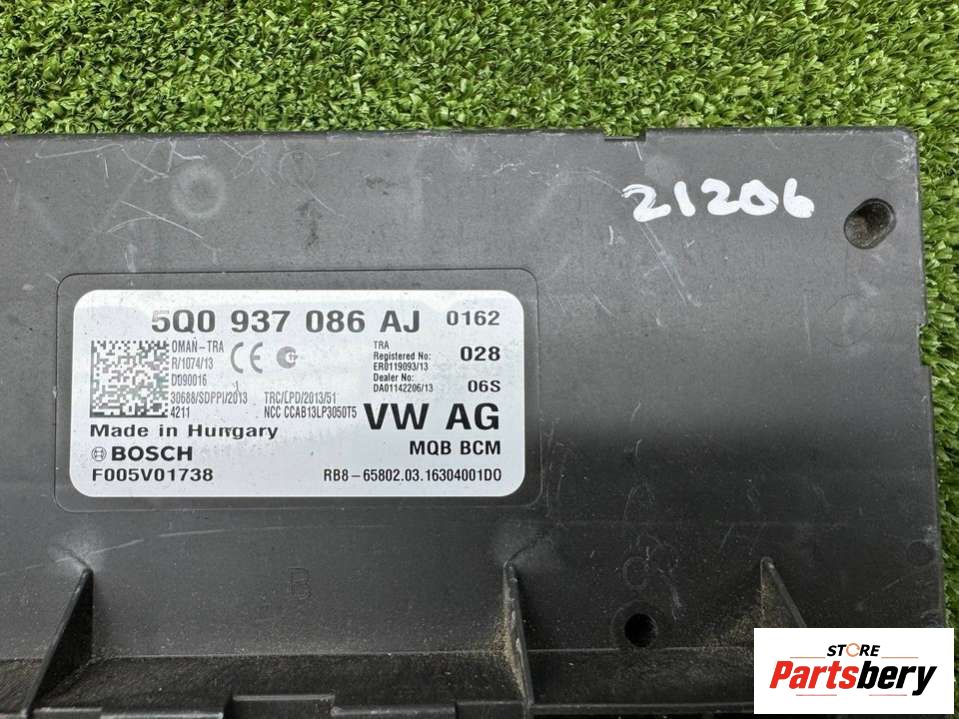 21206
5Q0 937 086 AJ 0162
OMAN-TRA
R/1074/13
D090016
30688/SDPPI/2013
4211
TRC/LPD/2013/51
NCC CCAB13LP3050T5
TRA
Registered No:
ER0119093/13
Dealer No:
DA01142206/13
028
06S
Made in Hungary
VW AG
BOSCH
MQB BCM
F005V01738
RB8-65802.03.16304001D0
B
STORE
Partsbery